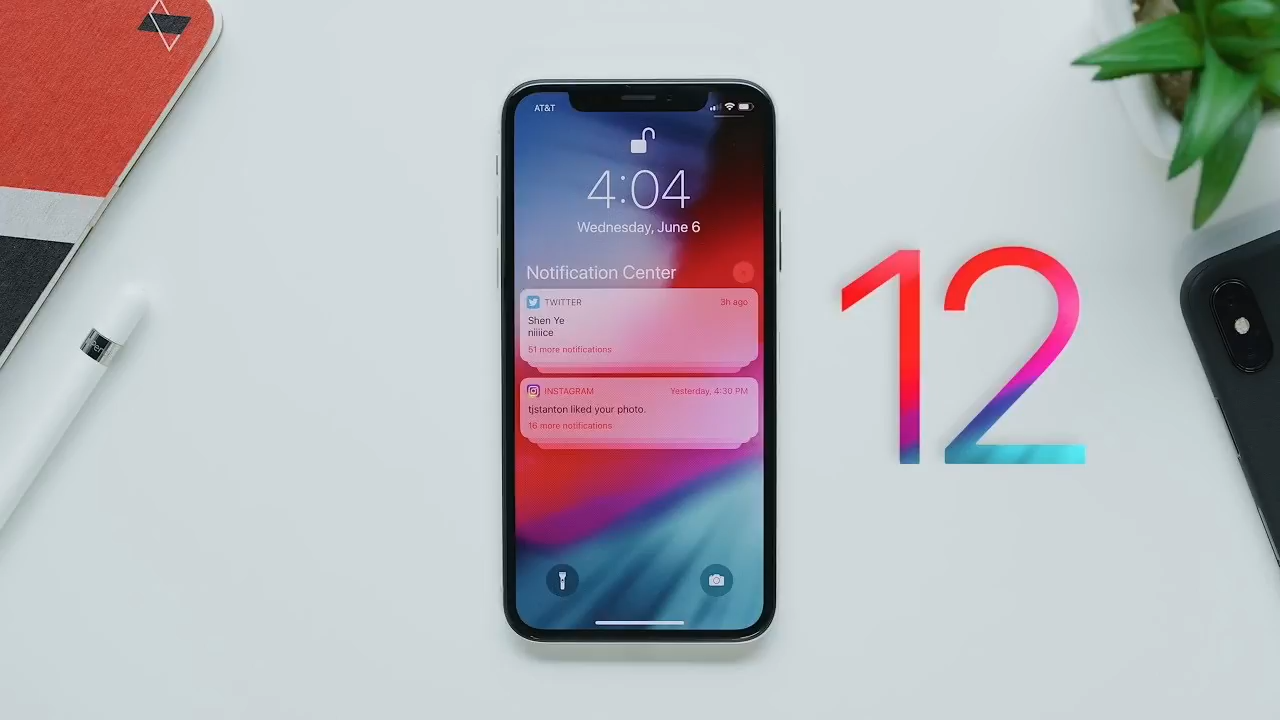 AT&T
4:04
Wednesday, June 6
Notification Center
TWITTER 3h ago
Shen Ye
niiiice
51 more notifications
INSTAGRAM Yesterday, 4:30 PM
tjstanton liked your photo.
16 more notifications
12